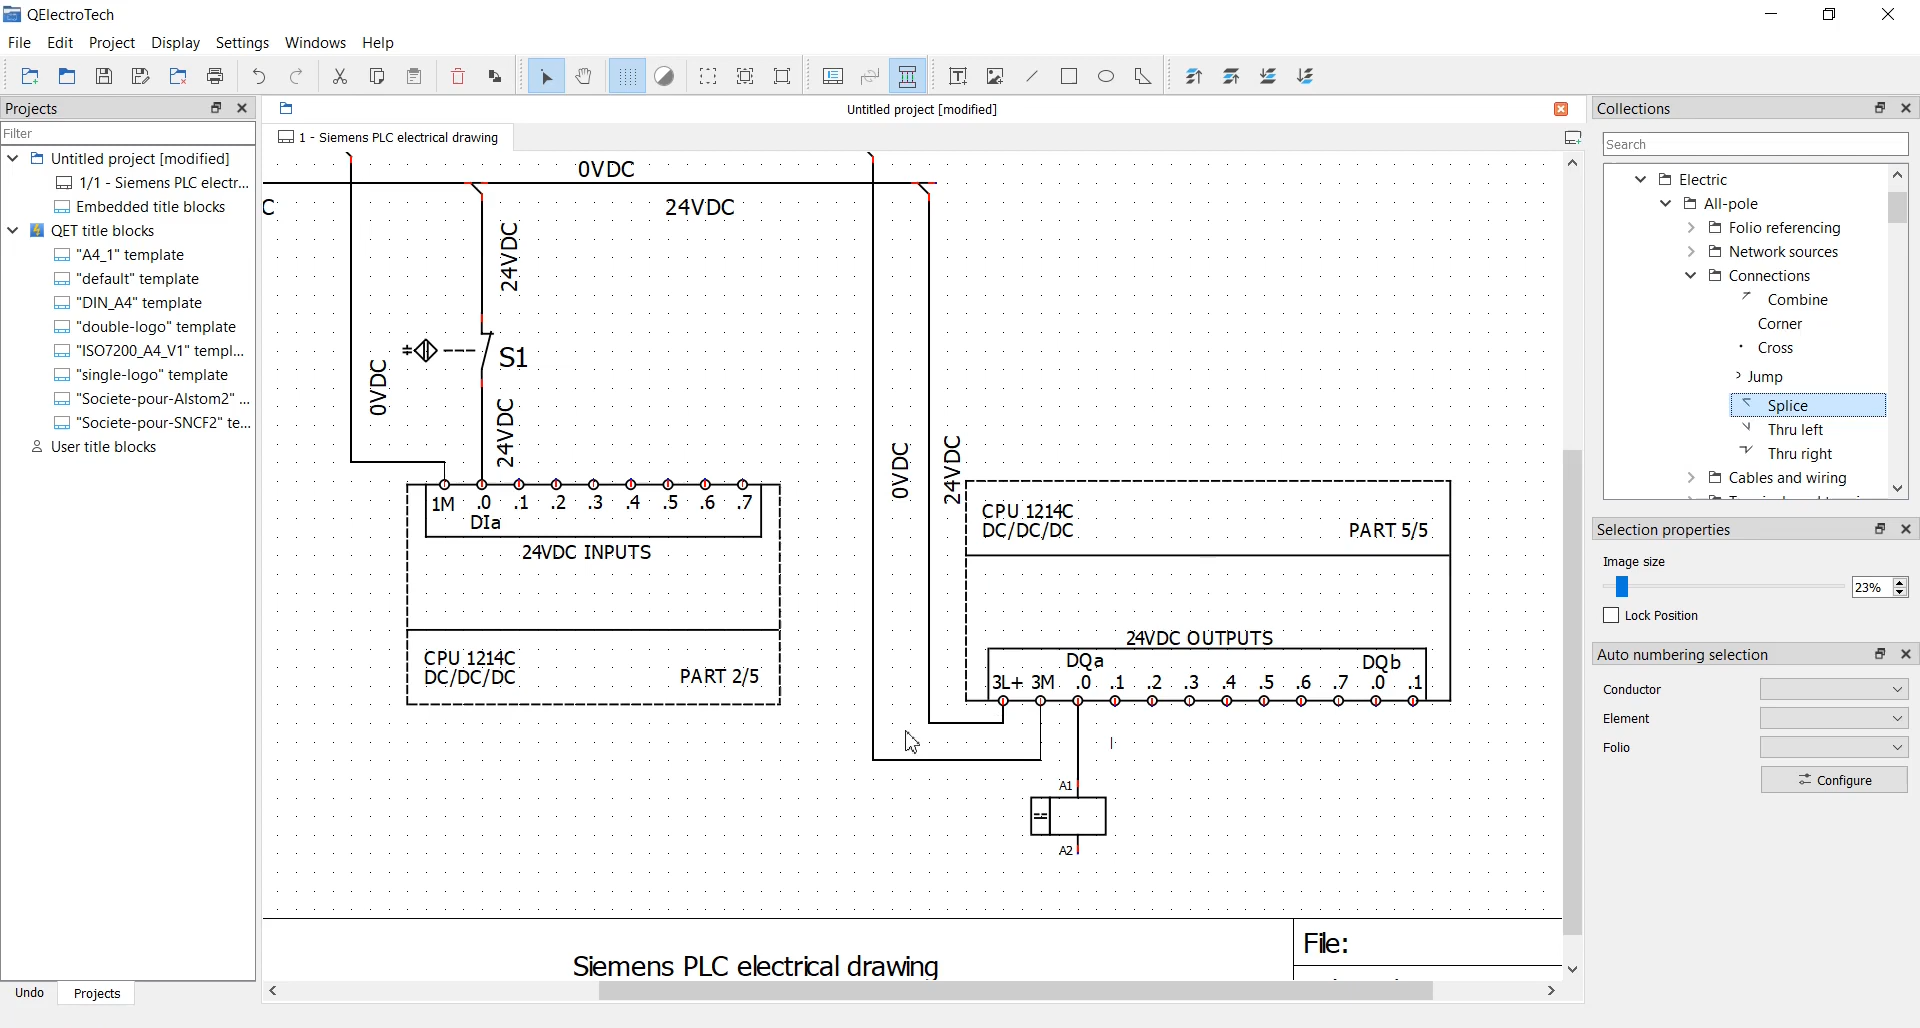 QElectroTech
File Edit Project Display Settings Windows Help
Projects
Filter
Untitled project [modified]
1/1 - Siemens PLC electr...
Embedded title blocks
QET title blocks
"A4_1" template
"default" template
"DIN_A4" template
"double-logo" template
"ISO7200_A4_V1" templ...
"single-logo" template
"Societe-pour-Alstom2" ...
"Societe-pour-SNCF2" te...
User title blocks
Undo Projects
Untitled project [modified]
1 - Siemens PLC electrical drawing
0VDC
C
24VDC
24VDC
S1
0VDC
24VDC
1M .0 .1 .2 .3 .4 .5 .6 .7
DIa
24VDC INPUTS
CPU 1214C
DC/DC/DC
PART 2/5
0VDC
24VDC
CPU 1214C
DC/DC/DC
PART 5/5
24VDC OUTPUTS
DQa DQb
3L+ 3M .0 .1 .2 .3 .4 .5 .6 .7 .0 .1
A1
A2
Siemens PLC electrical drawing
File:
Collections
Search
Electric
All-pole
Folio referencing
Network sources
Connections
Combine
Corner
Cross
Jump
Splice
Thru left
Thru right
Cables and wiring
Selection properties
Image size
23%
Lock Position
Auto numbering selection
Conductor
Element
Folio
Configure